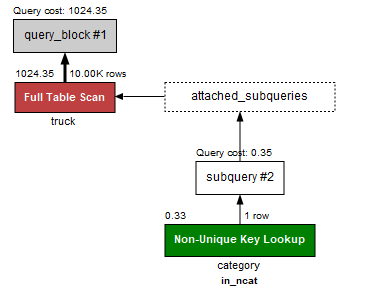 Query cost: 1024.35
query_block #1
1024.35 10.00K rows
Full Table Scan
truck
attached_subqueries
Query cost: 0.35
subquery #2
0.33 1 row
Non-Unique Key Lookup
category
in_ncat